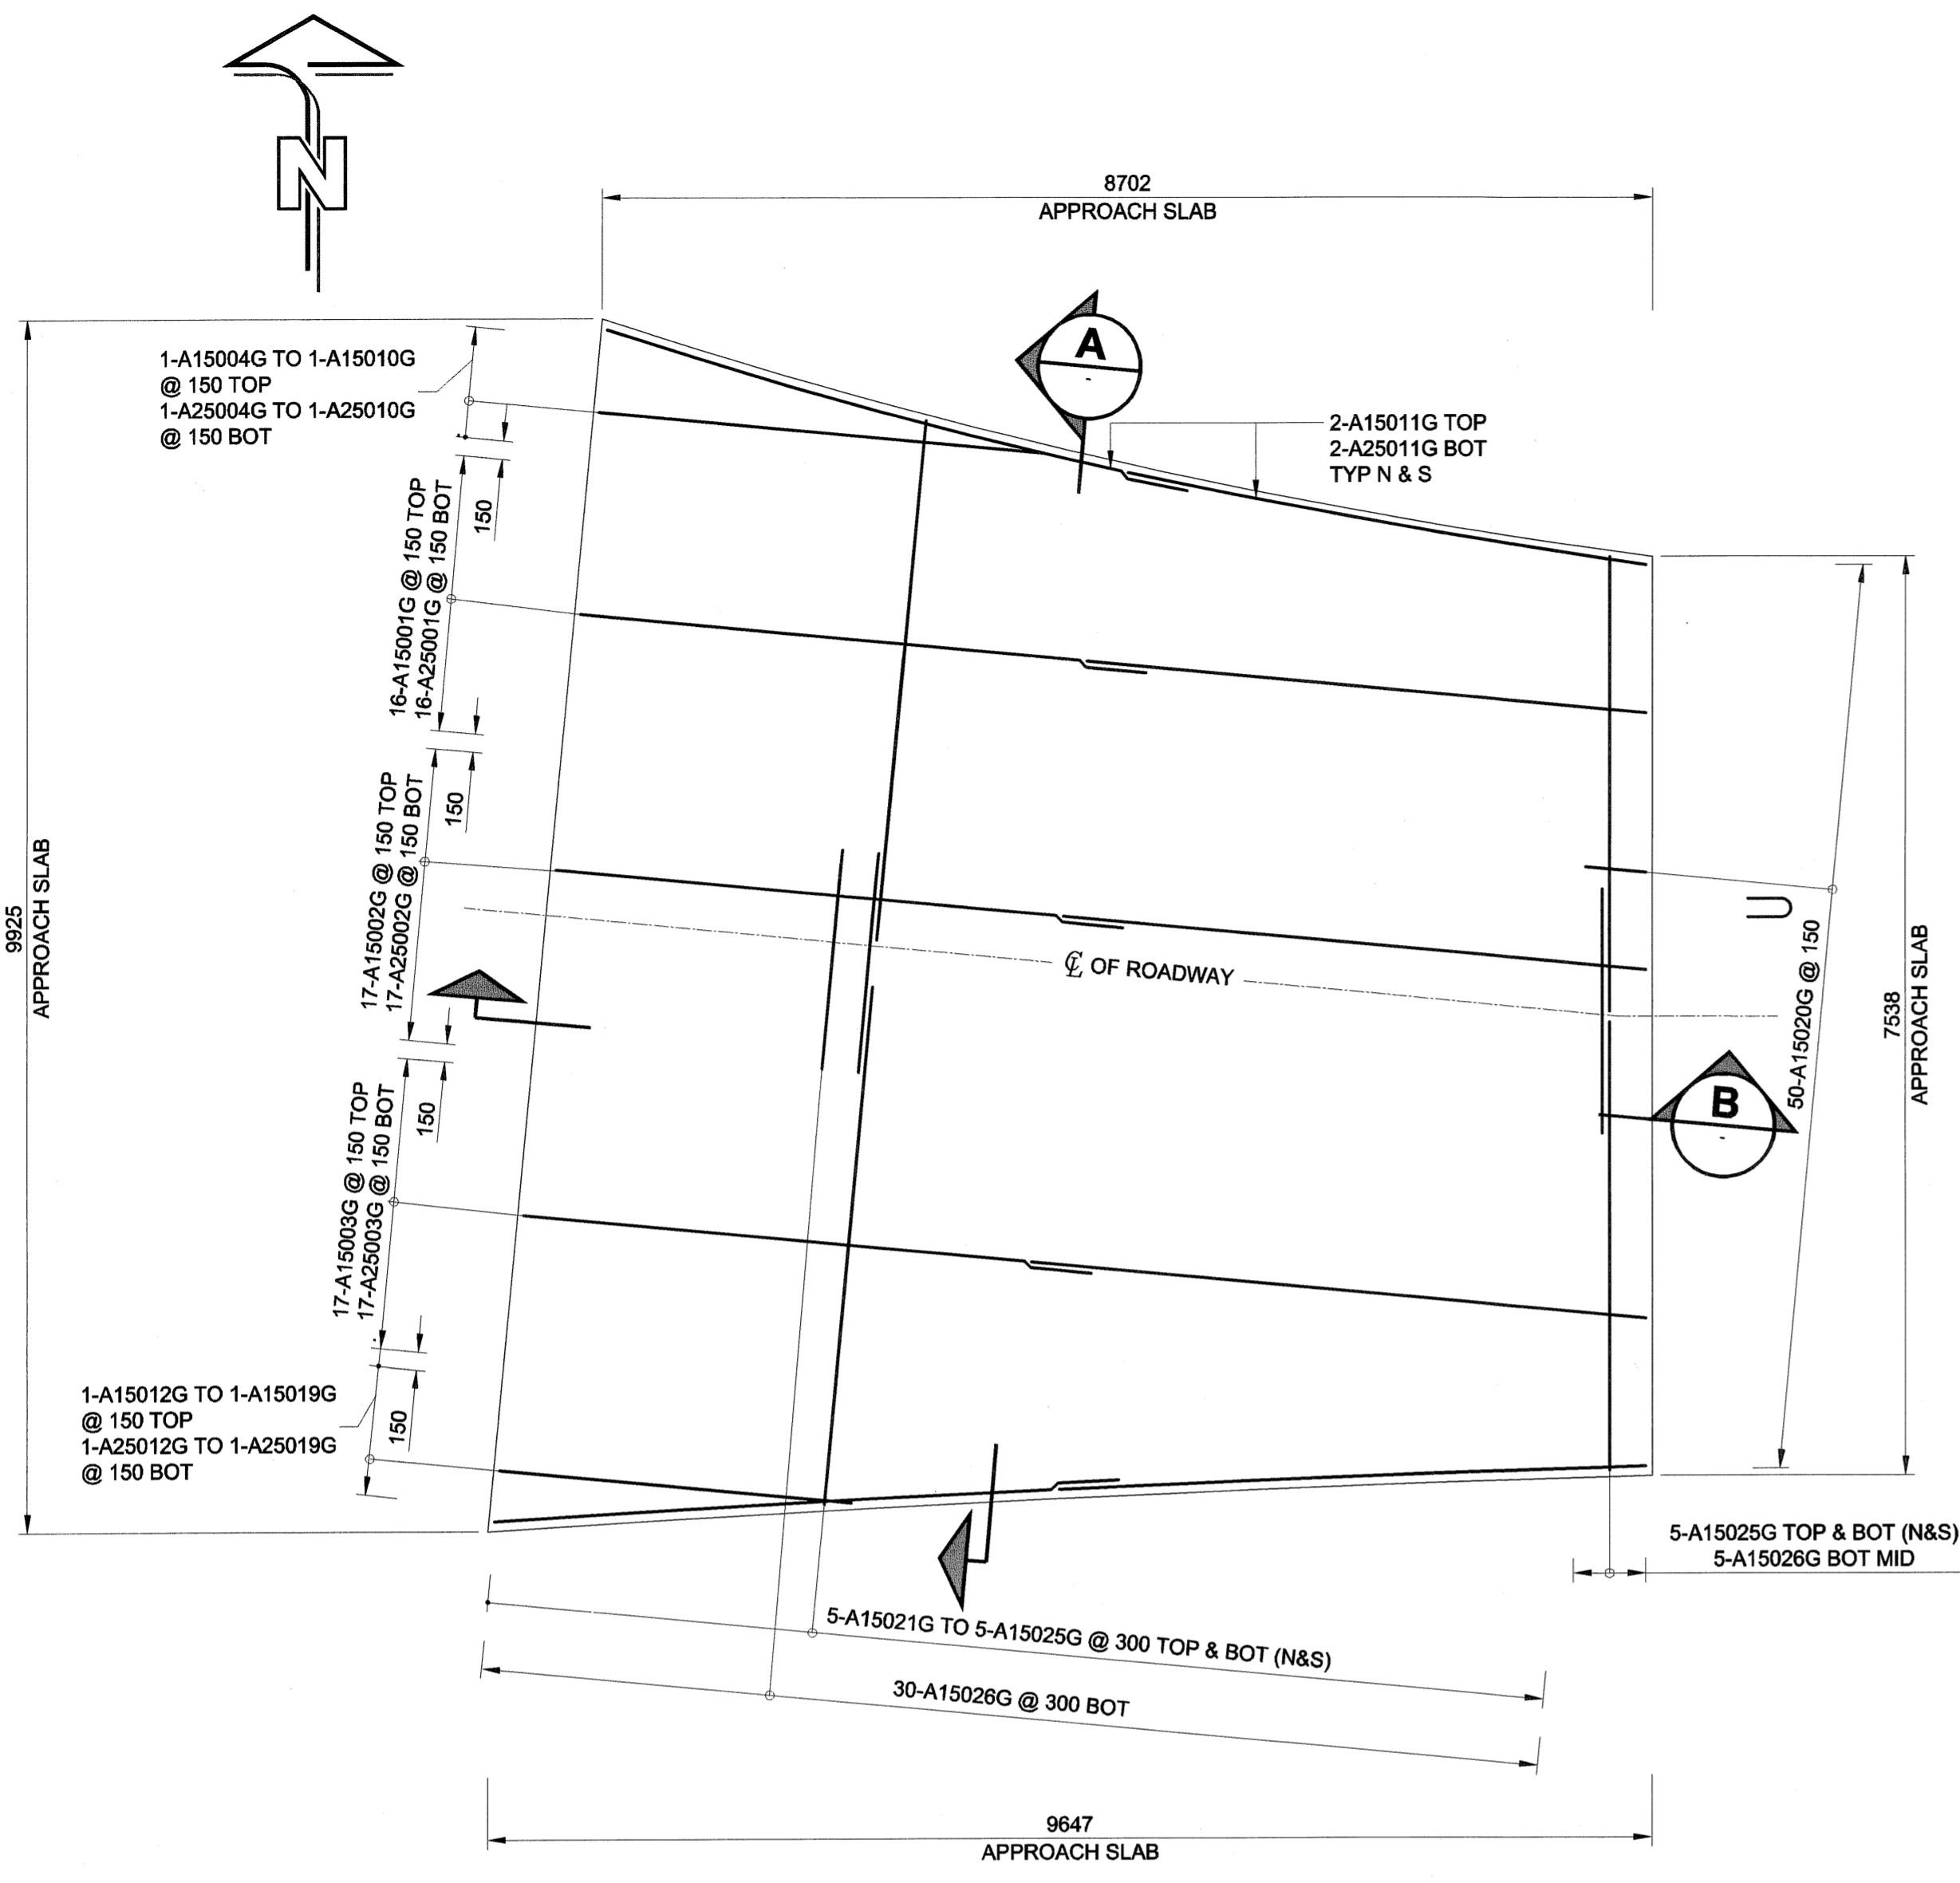 N
8702
APPROACH SLAB
1-A15004G TO 1-A15010G
@ 150 TOP
1-A25004G TO 1-A25010G
@ 150 BOT
A
-
2-A15011G TOP
2-A25011G BOT
TYP N & S
150
16-A15001G @ 150 TOP
16-A25001G @ 150 BOT
150
17-A15002G @ 150 TOP
17-A25002G @ 150 BOT
9925
APPROACH SLAB
℄ OF ROADWAY
50-A15020G @ 150
7538
APPROACH SLAB
B
-
150
17-A15003G @ 150 TOP
17-A25003G @ 150 BOT
150
1-A15012G TO 1-A15019G
@ 150 TOP
1-A25012G TO 1-A25019G
@ 150 BOT
5-A15025G TOP & BOT (N&S)
5-A15026G BOT MID
5-A15021G TO 5-A15025G @ 300 TOP & BOT (N&S)
30-A15026G @ 300 BOT
9647
APPROACH SLAB